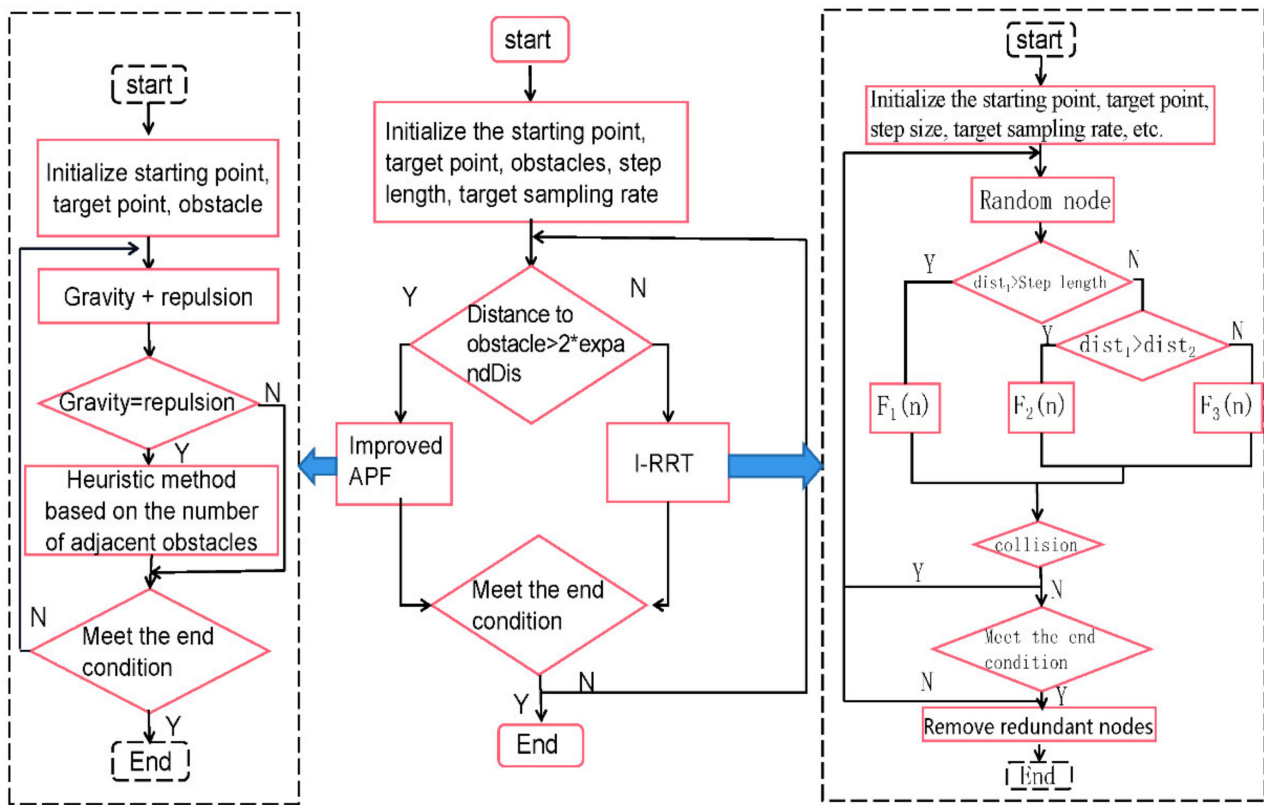 start
Initialize starting point,
target point, obstacle
Gravity + repulsion
Gravity=repulsion
N
Y
Heuristic method
based on the number
of adjacent obstacles
N
Meet the end
condition
Y
End
start
Initialize the starting point,
target point, obstacles, step
length, target sampling rate
Y
N
Distance to
obstacle>2*expa
ndDis
Improved
APF
I-RRT
Meet the end
condition
N
Y
End
start
Initialize the starting point, target point,
step size, target sampling rate, etc.
Random node
Y
N
dist₁>Step length
Y
N
dist₁>dist₂
F₁(n)
F₂(n)
F₃(n)
collision
Y
N
Meet the end
condition
N
Y
Remove redundant nodes
End